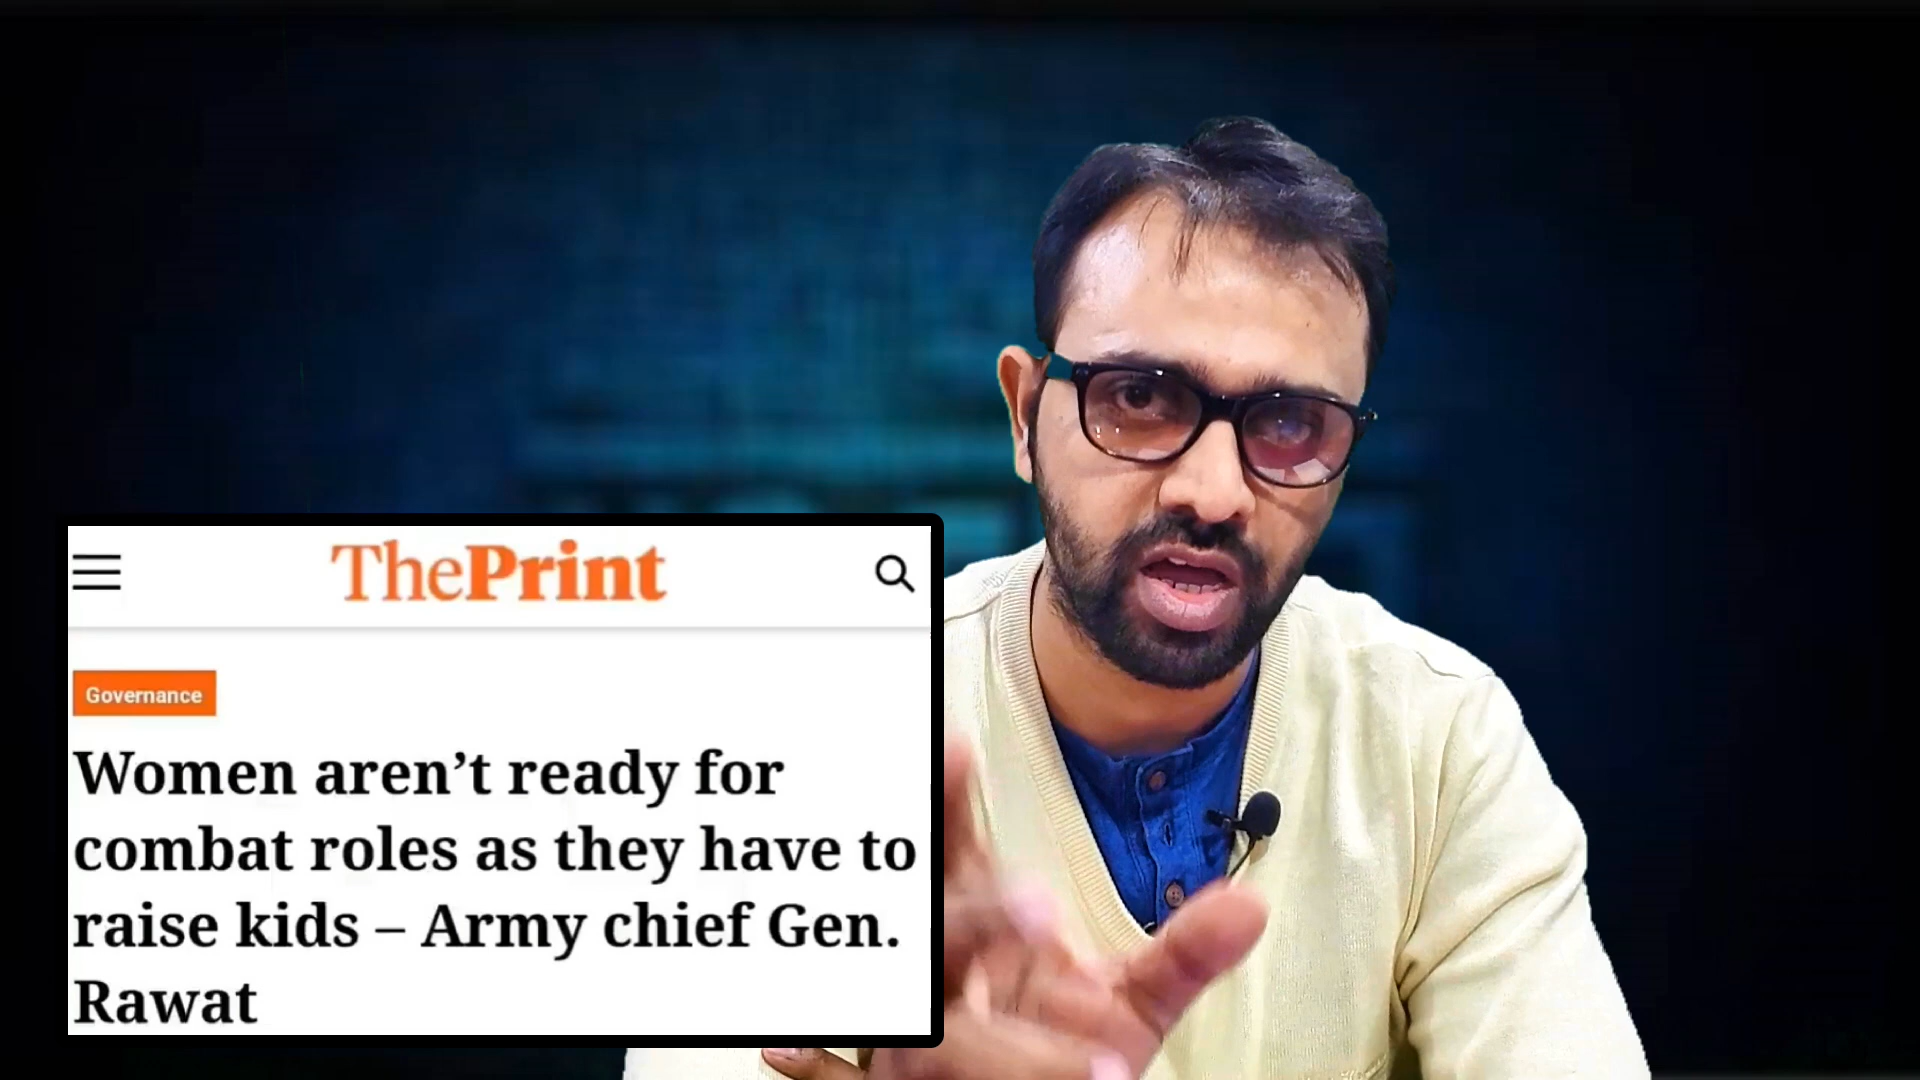 ThePrint
Governance
Women aren’t ready for
combat roles as they have to
raise kids – Army chief Gen.
Rawat